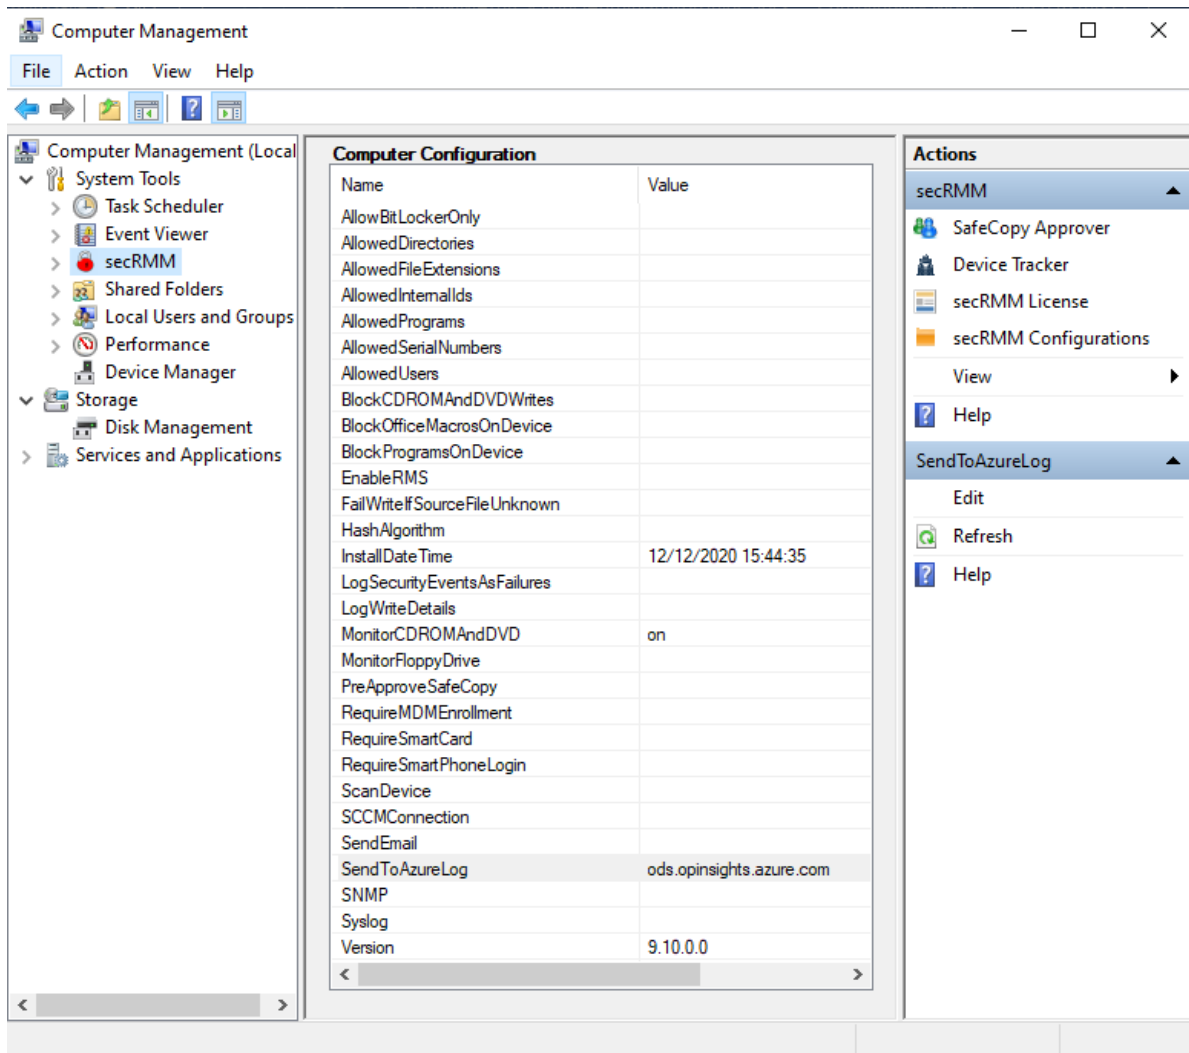 Computer Management
File Action View Help
Computer Management (Local
System Tools
Task Scheduler
Event Viewer
secRMM
Shared Folders
Local Users and Groups
Performance
Device Manager
Storage
Disk Management
Services and Applications
Computer Configuration
Name Value
AllowBitLockerOnly
AllowedDirectories
AllowedFileExtensions
AllowedInternalIds
AllowedPrograms
AllowedSerialNumbers
AllowedUsers
BlockCDROMAndDVDWrites
BlockOfficeMacrosOnDevice
BlockProgramsOnDevice
EnableRMS
FailWriteIfSourceFileUnknown
HashAlgorithm
InstallDateTime 12/12/2020 15:44:35
LogSecurityEventsAsFailures
LogWriteDetails
MonitorCDROMAndDVD on
MonitorFloppyDrive
PreApproveSafeCopy
RequireMDMEnrollment
RequireSmartCard
RequireSmartPhoneLogin
ScanDevice
SCCMConnection
SendEmail
SendToAzureLog ods.opinsights.azure.com
SNMP
Syslog
Version 9.10.0.0
Actions
secRMM
SafeCopy Approver
Device Tracker
secRMM License
secRMM Configurations
View
Help
SendToAzureLog
Edit
Refresh
Help